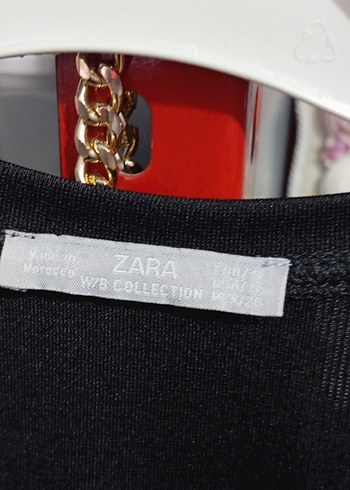 Made in
Morocco
ZARA
W/B COLLECTION